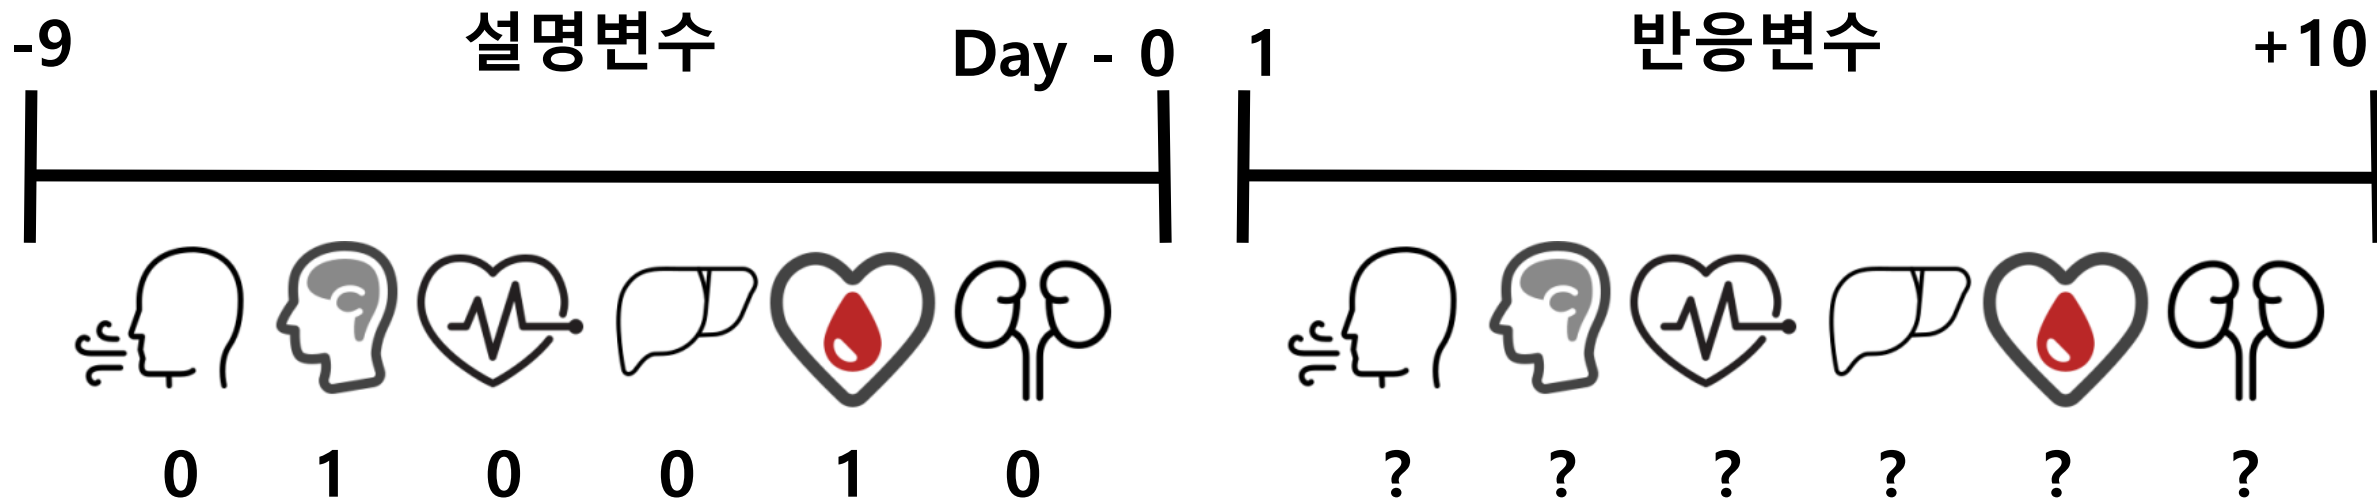 -9 설명변수 Day - 0 1 반응변수 +10
0 1 0 0 1 0 ? ? ? ? ? ?